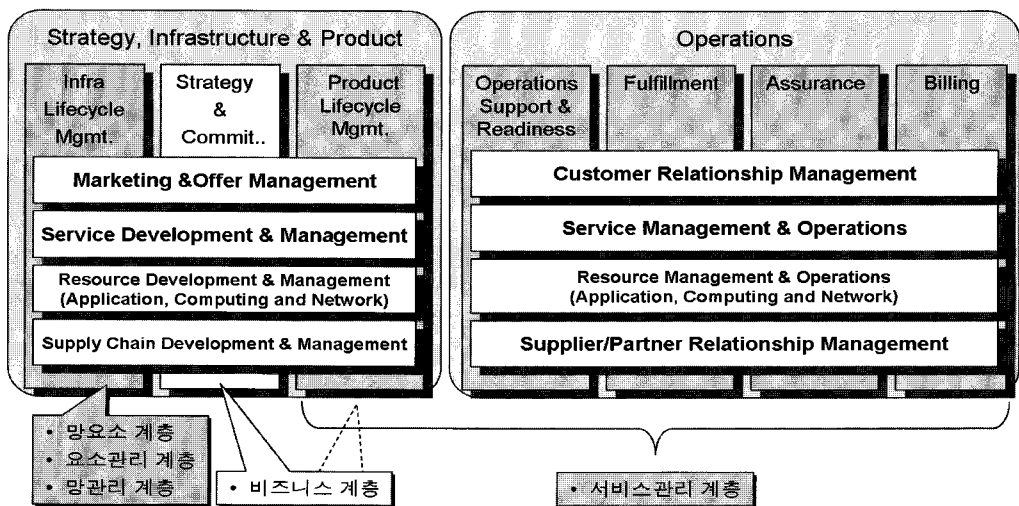 Strategy, Infrastructure & Product
Infra
Lifecycle
Mgmt.
Strategy
&
Commit..
Product
Lifecycle
Mgmt.
Marketing &Offer Management
Service Development & Management
Resource Development & Management
(Application, Computing and Network)
Supply Chain Development & Management
Operations
Operations
Support &
Readiness
Fulfillment
Assurance
Billing
Customer Relationship Management
Service Management & Operations
Resource Management & Operations
(Application, Computing and Network)
Supplier/Partner Relationship Management
• 망요소 계층
• 요소관리 계층
• 망관리 계층
• 비즈니스 계층
• 서비스관리 계층